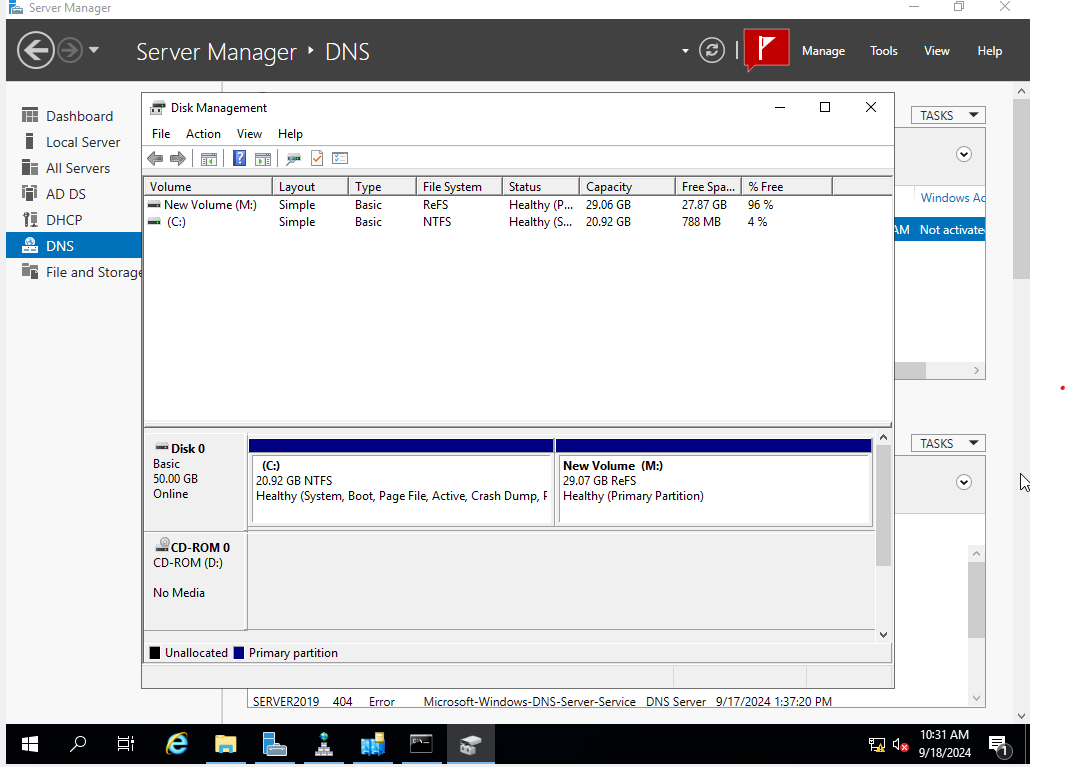 Server Manager
Server Manager ‣ DNS
Manage Tools View Help
Dashboard
Local Server
All Servers
AD DS
DHCP
DNS
File and Storage
TASKS
Windows Ac
AM Not activate
TASKS
Disk Management
File Action View Help
Volume Layout Type File System Status Capacity Free Spa... % Free
New Volume (M:) Simple Basic ReFS Healthy (P... 29.06 GB 27.87 GB 96 %
(C:) Simple Basic NTFS Healthy (S... 20.92 GB 788 MB 4 %
Disk 0
Basic
50.00 GB
Online
(C:)
20.92 GB NTFS
Healthy (System, Boot, Page File, Active, Crash Dump, F
New Volume (M:)
29.07 GB ReFS
Healthy (Primary Partition)
CD-ROM 0
CD-ROM (D:)
No Media
Unallocated Primary partition
SERVER2019 404 Error Microsoft-Windows-DNS-Server-Service DNS Server 9/17/2024 1:37:20 PM
10:31 AM
9/18/2024
1